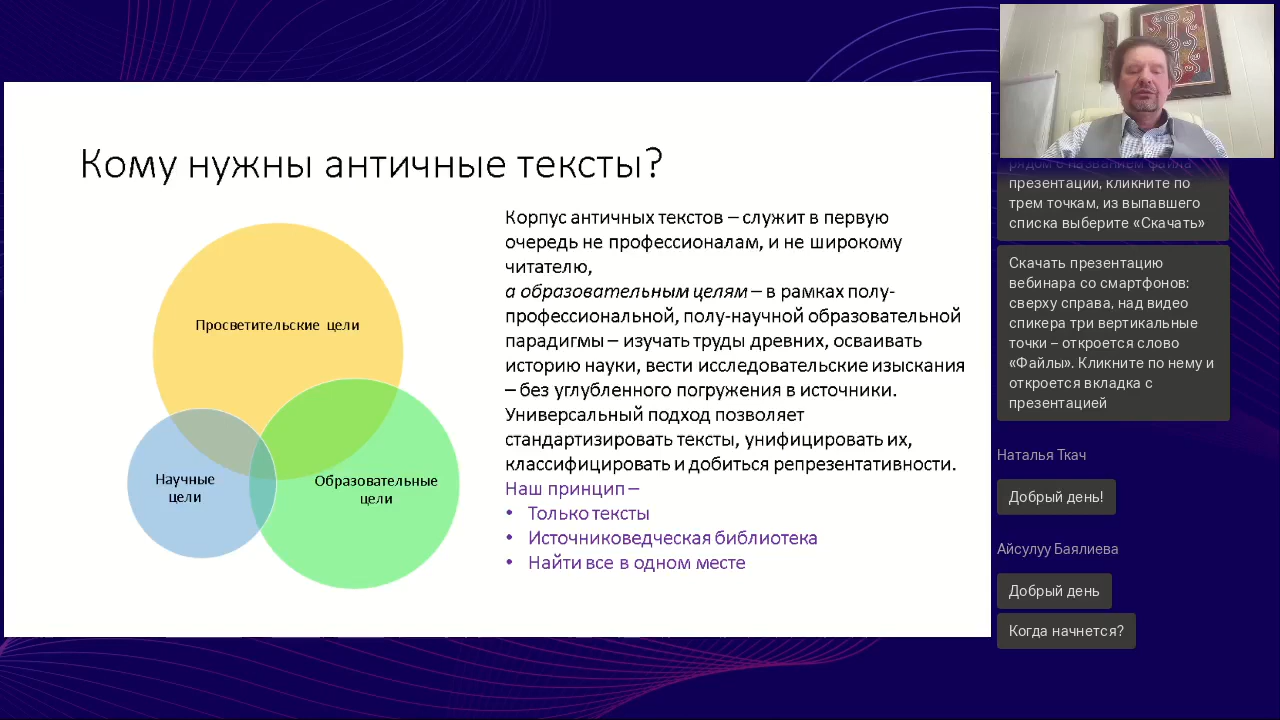 Кому нужны античные тексты?
Просветительские цели
Научные
цели
Образовательные
цели
Корпус античных текстов – служит в первую
очередь не профессионалам, и не широкому
читателю,
а образовательным целям – в рамках полу-
профессиональной, полу-научной образовательной
парадигмы – изучать труды древних, осваивать
историю науки, вести исследовательские изыскания
– без углубленного погружения в источники.
Универсальный подход позволяет
стандартизировать тексты, унифицировать их,
классифицировать и добиться репрезентативности.
Наш принцип –
• Только тексты
• Источниковедческая библиотека
• Найти все в одном месте
рядом с названием файла
презентации, кликните по
трем точкам, из выпавшего
списка выберите «Скачать»
Скачать презентацию
вебинара со смартфонов:
сверху справа, над видео
спикера три вертикальные
точки – откроется слово
«Файлы». Кликните по нему и
откроется вкладка с
презентацией
Наталья Ткач
Добрый день!
Айсулуу Баялиева
Добрый день
Когда начнется?